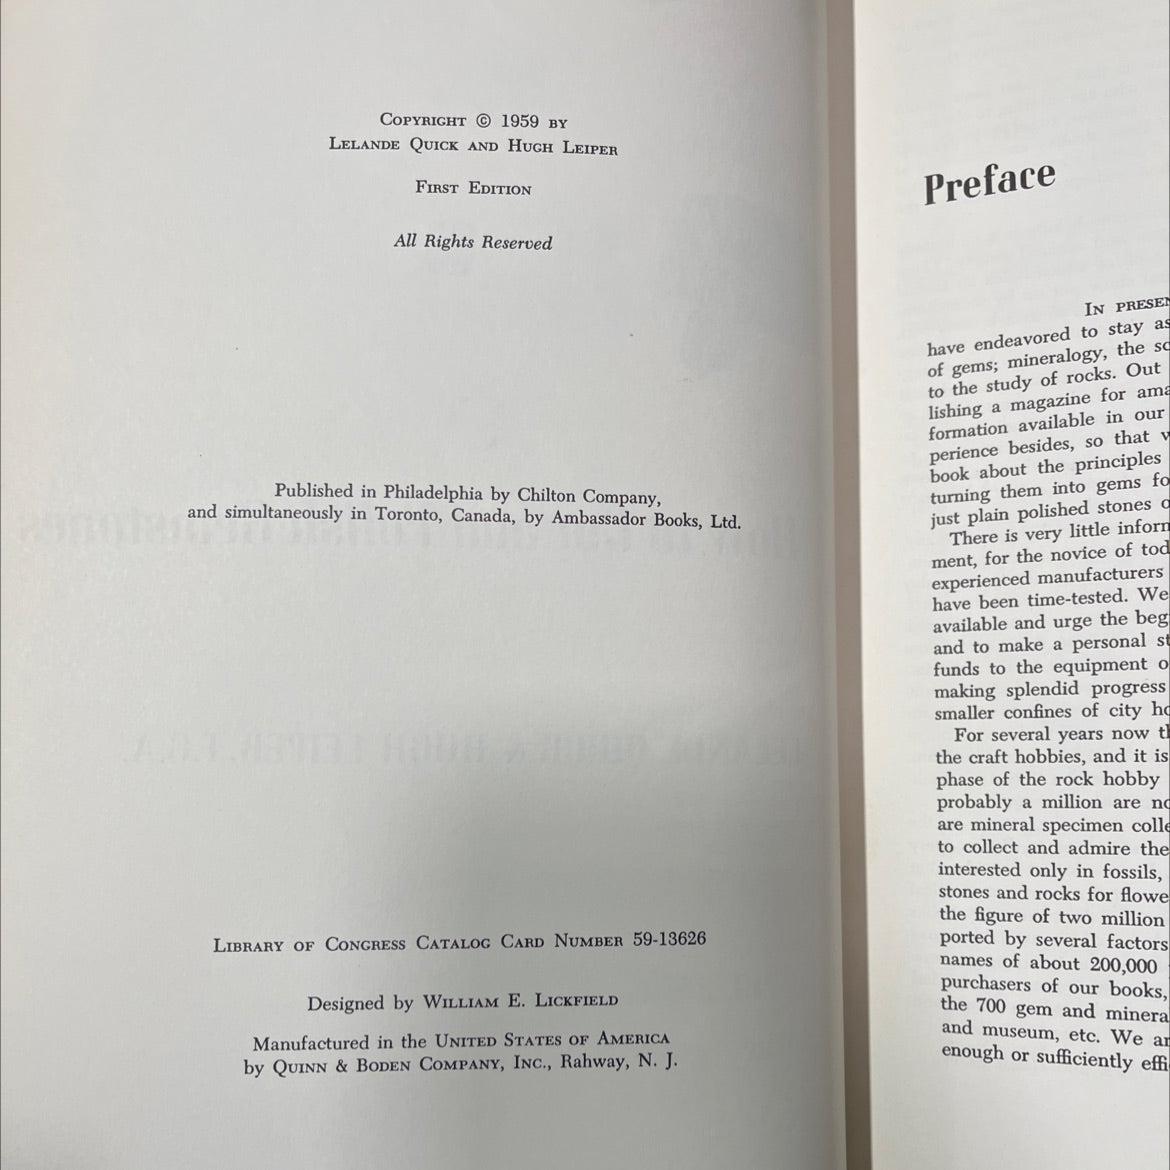 Copyright © 1959 by
Lelande Quick and Hugh Leiper
First Edition
All Rights Reserved
Published in Philadelphia by Chilton Company,
and simultaneously in Toronto, Canada, by Ambassador Books, Ltd.
Library of Congress Catalog Card Number 59-13626
Designed by William E. Lickfield
Manufactured in the United States of America
by Quinn & Boden Company, Inc., Rahway, N. J.
Preface
In
have endeavored to stay
of gems; mineralogy, the
to the study of rocks. Out
lishing a magazine for
formation available in our
perience besides, so that
book about the principles
turning them into gems
just plain polished stones
There is very little
ment, for the novice of
experienced manufacturers
have been time-tested. We
available and urge the
and to make a personal
funds to the equipment
making splendid progress
smaller confines of city
For several years now
the craft hobbies, and it is
phase of the rock hobby
probably a million are
are mineral specimen
to collect and admire the
interested only in fossils,
stones and rocks for
the figure of two million
ported by several factors
names of about 200,000
purchasers of our books,
the 700 gem and
and museum, etc. We
enough or sufficiently